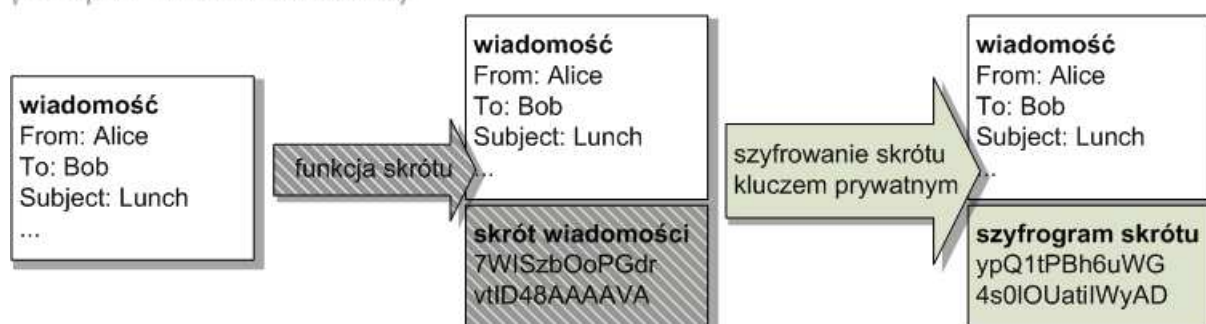 wiadomość
From: Alice
To: Bob
Subject: Lunch
...
funkcja skrótu
wiadomość
From: Alice
To: Bob
Subject: Lunch
...
skrót wiadomości
7WISzbOoPGdr
vtID48AAAAVA
szyfrowanie skrótu
kluczem prywatnym
wiadomość
From: Alice
To: Bob
Subject: Lunch
...
szyfrogram skrótu
ypQ1tPBh6uWG
4s0IOUatiIWyAD